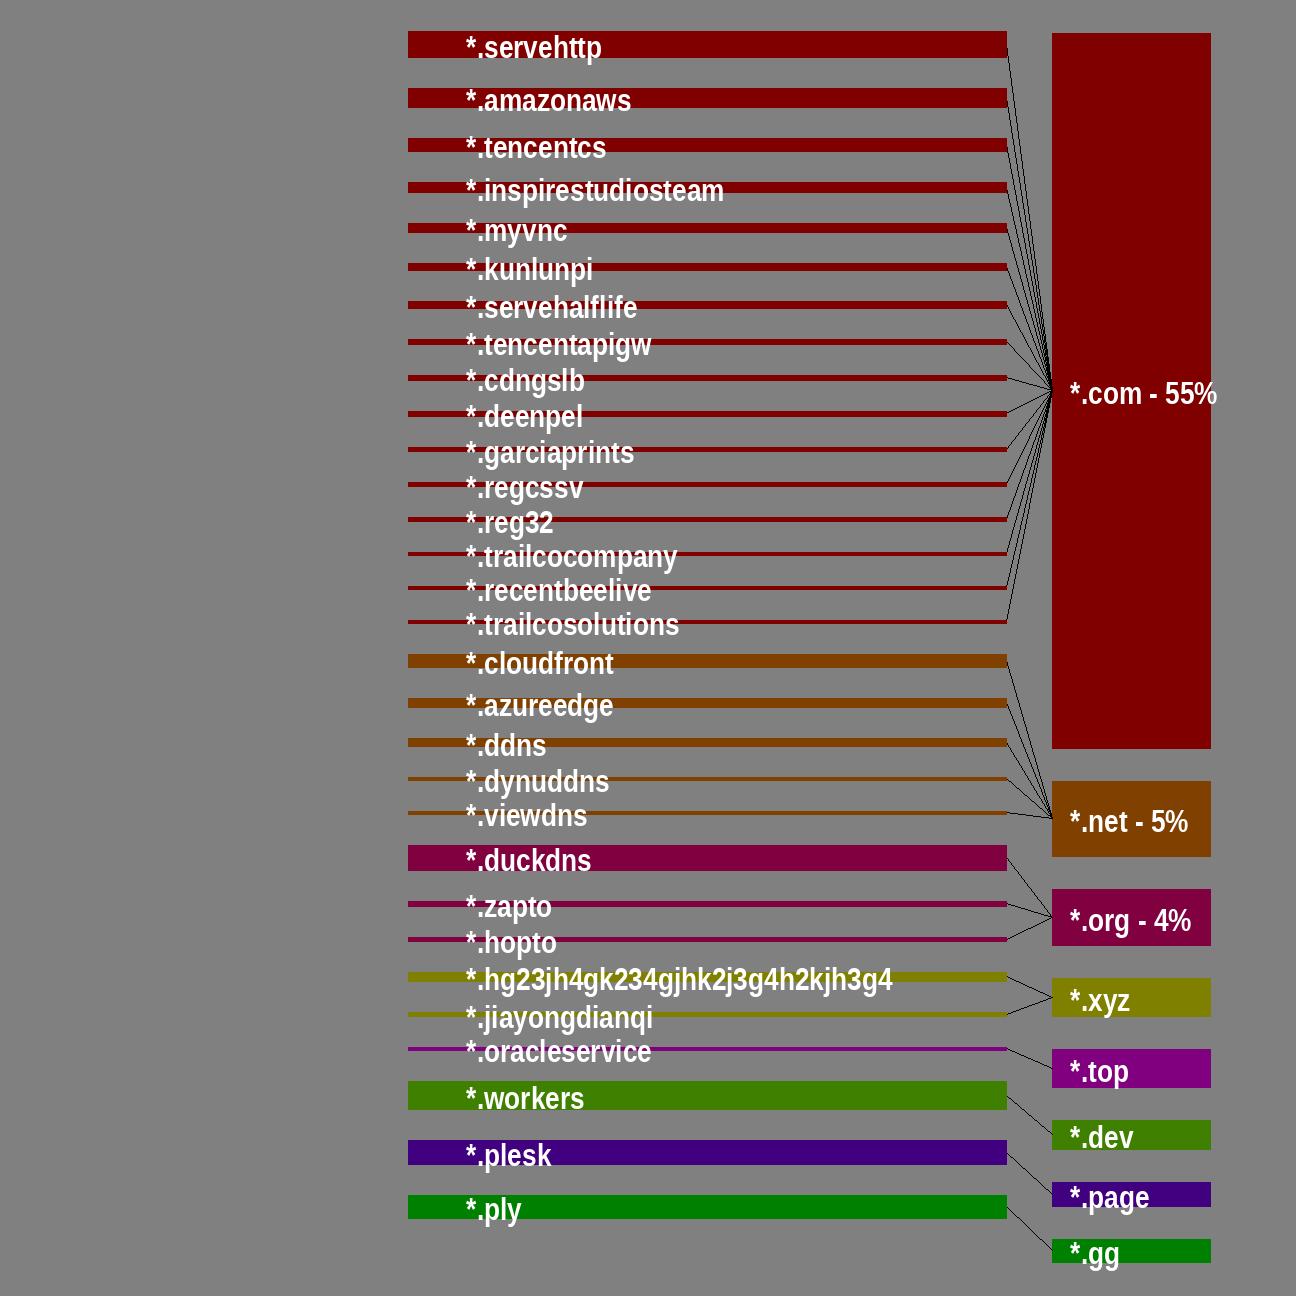 *.servehttp
*.amazonaws
*.tencentcs
*.inspirestudiosteam
*.myvnc
*.kunlunpi
*.servehalflife
*.tencentapigw
*.cdngslb
*.deenpel
*.garciaprints
*.regcssv
*.reg32
*.trailcocompany
*.recentbeelive
*.trailcosolutions
*.cloudfront
*.azureedge
*.ddns
*.dynuddns
*.viewdns
*.duckdns
*.zapto
*.hopto
*.hg23jh4gk234gjhk2j3g4h2kjh3g4
*.jiayongdianqi
*.oracleservice
*.workers
*.plesk
*.ply
*.com - 55%
*.net - 5%
*.org - 4%
*.xyz
*.top
*.dev
*.page
*.gg